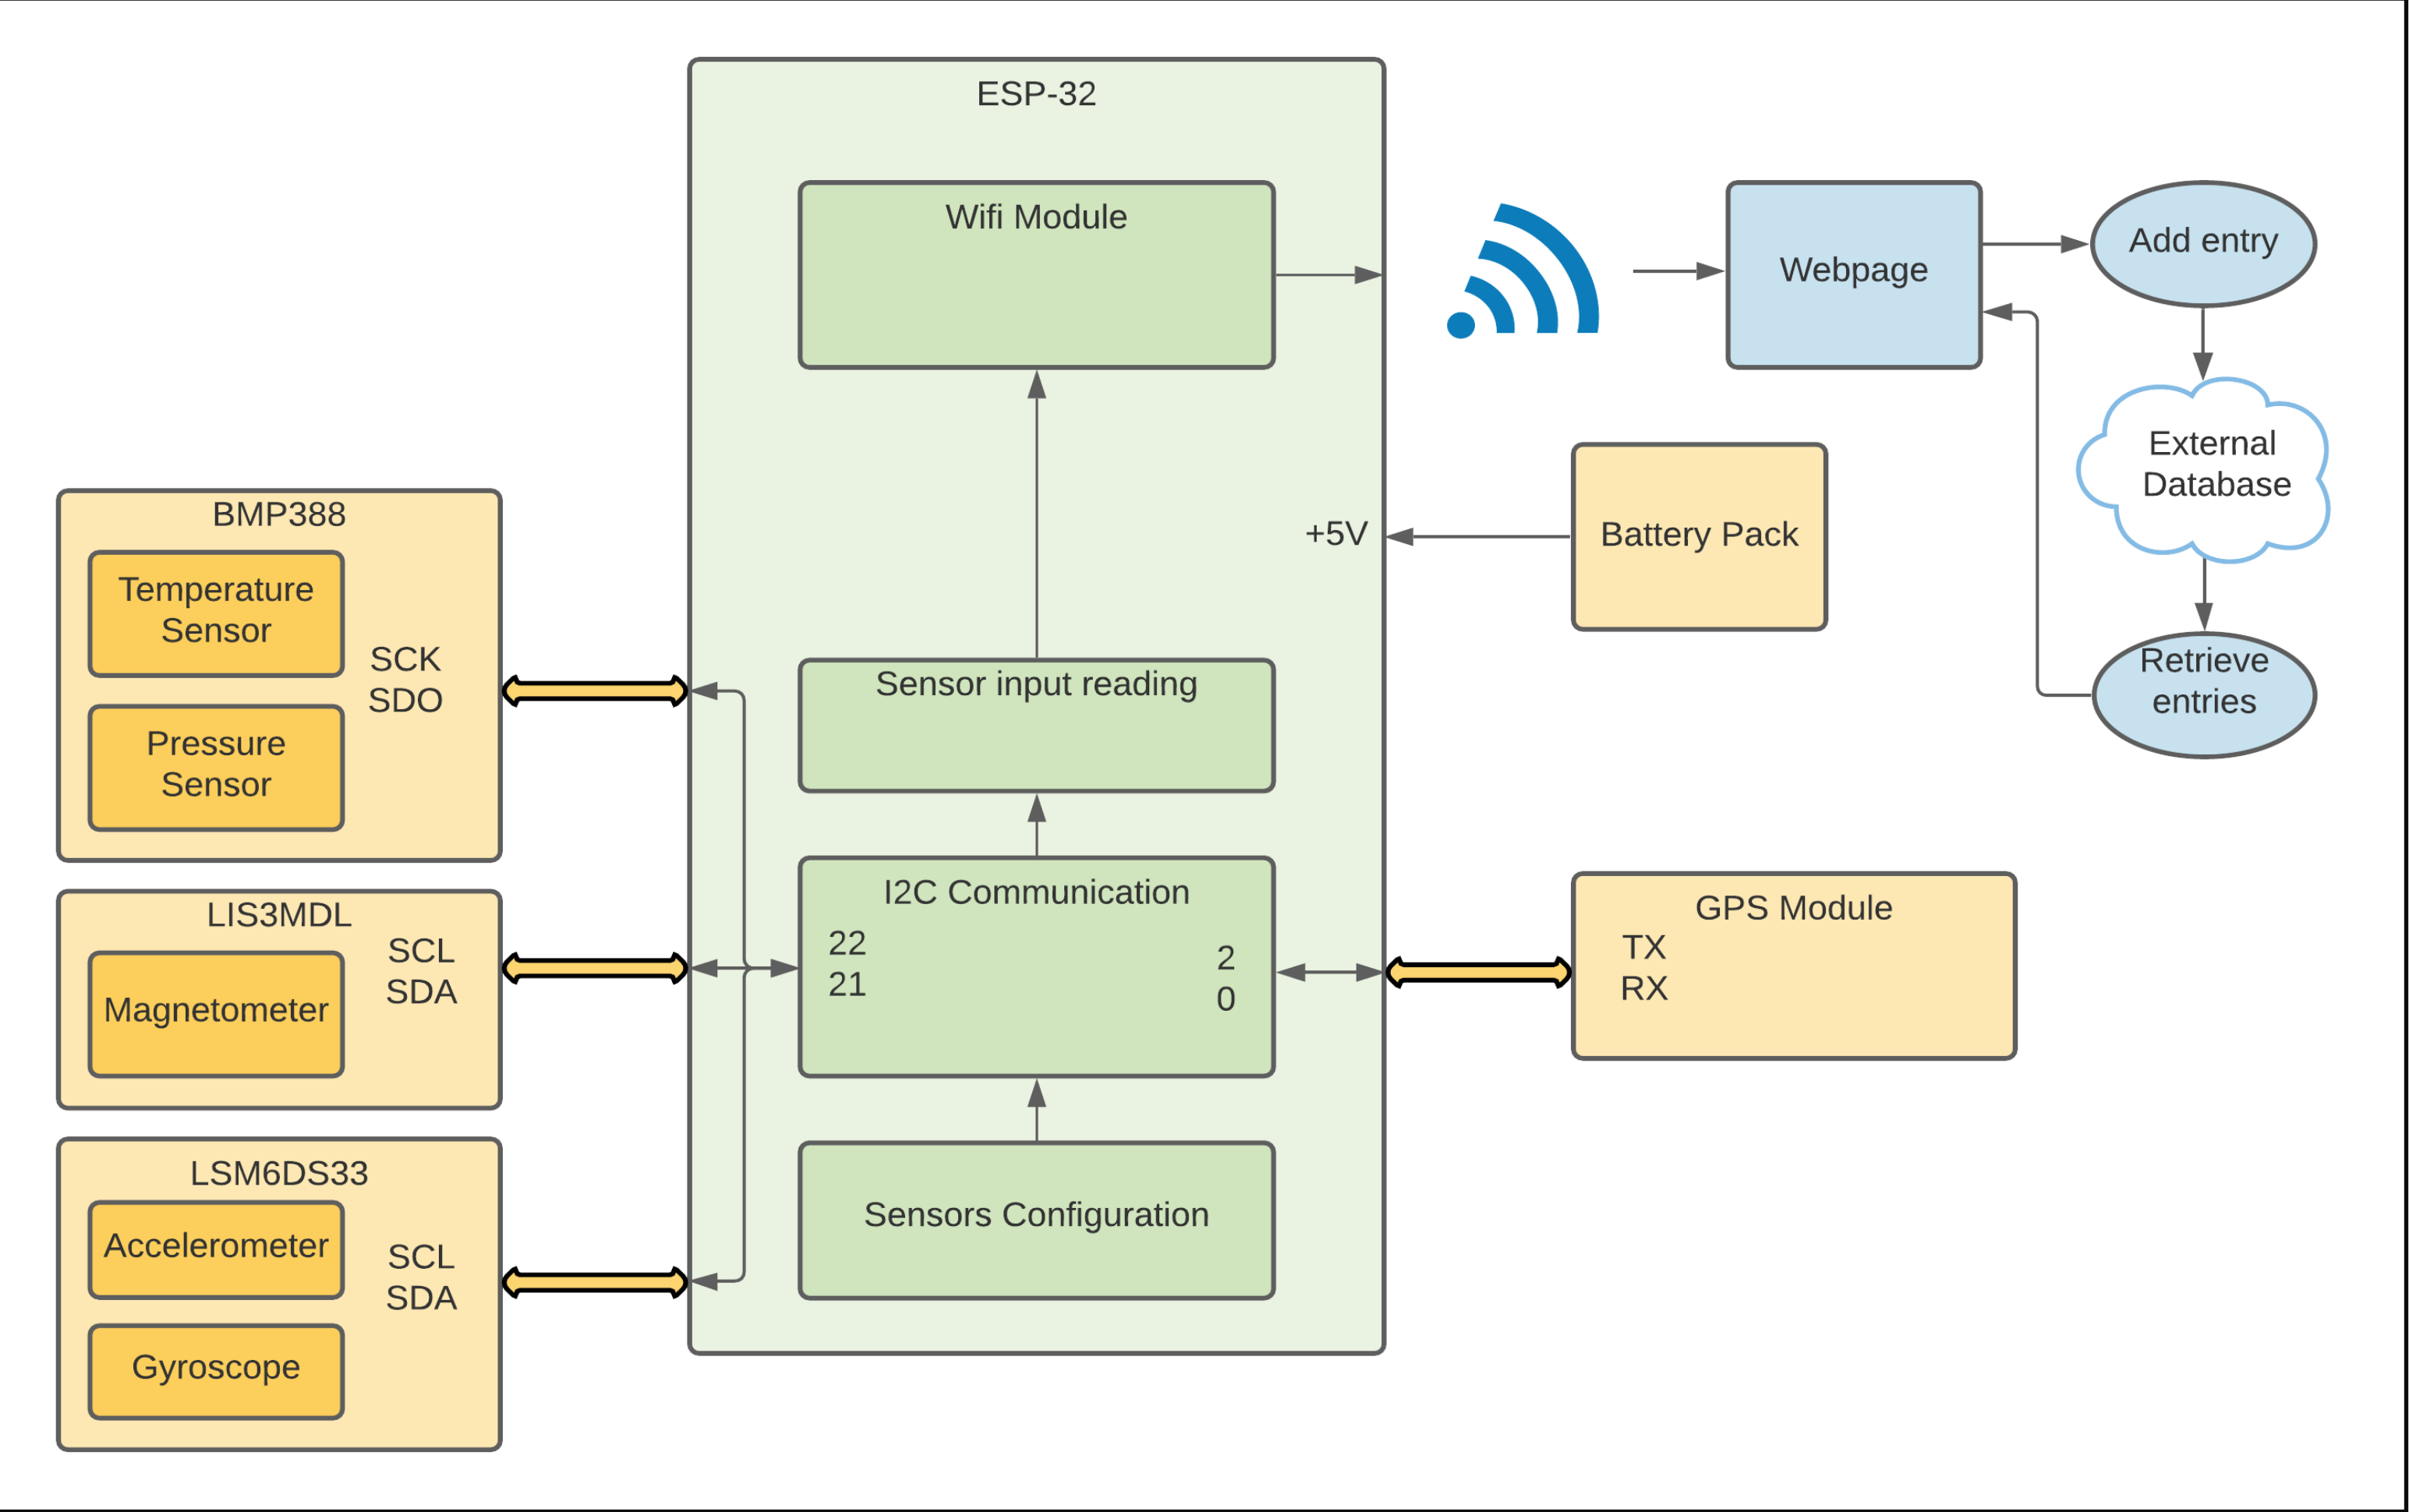 ESP-32
Wifi Module
Webpage
Add entry
External
Database
Retrieve
entries
+5V
Battery Pack
BMP388
Temperature
Sensor
Pressure
Sensor
SCK
SDO
Sensor input reading
LIS3MDL
Magnetometer
SCL
SDA
I2C Communication
22
21
2
0
GPS Module
TX
RX
LSM6DS33
Accelerometer
Gyroscope
SCL
SDA
Sensors Configuration